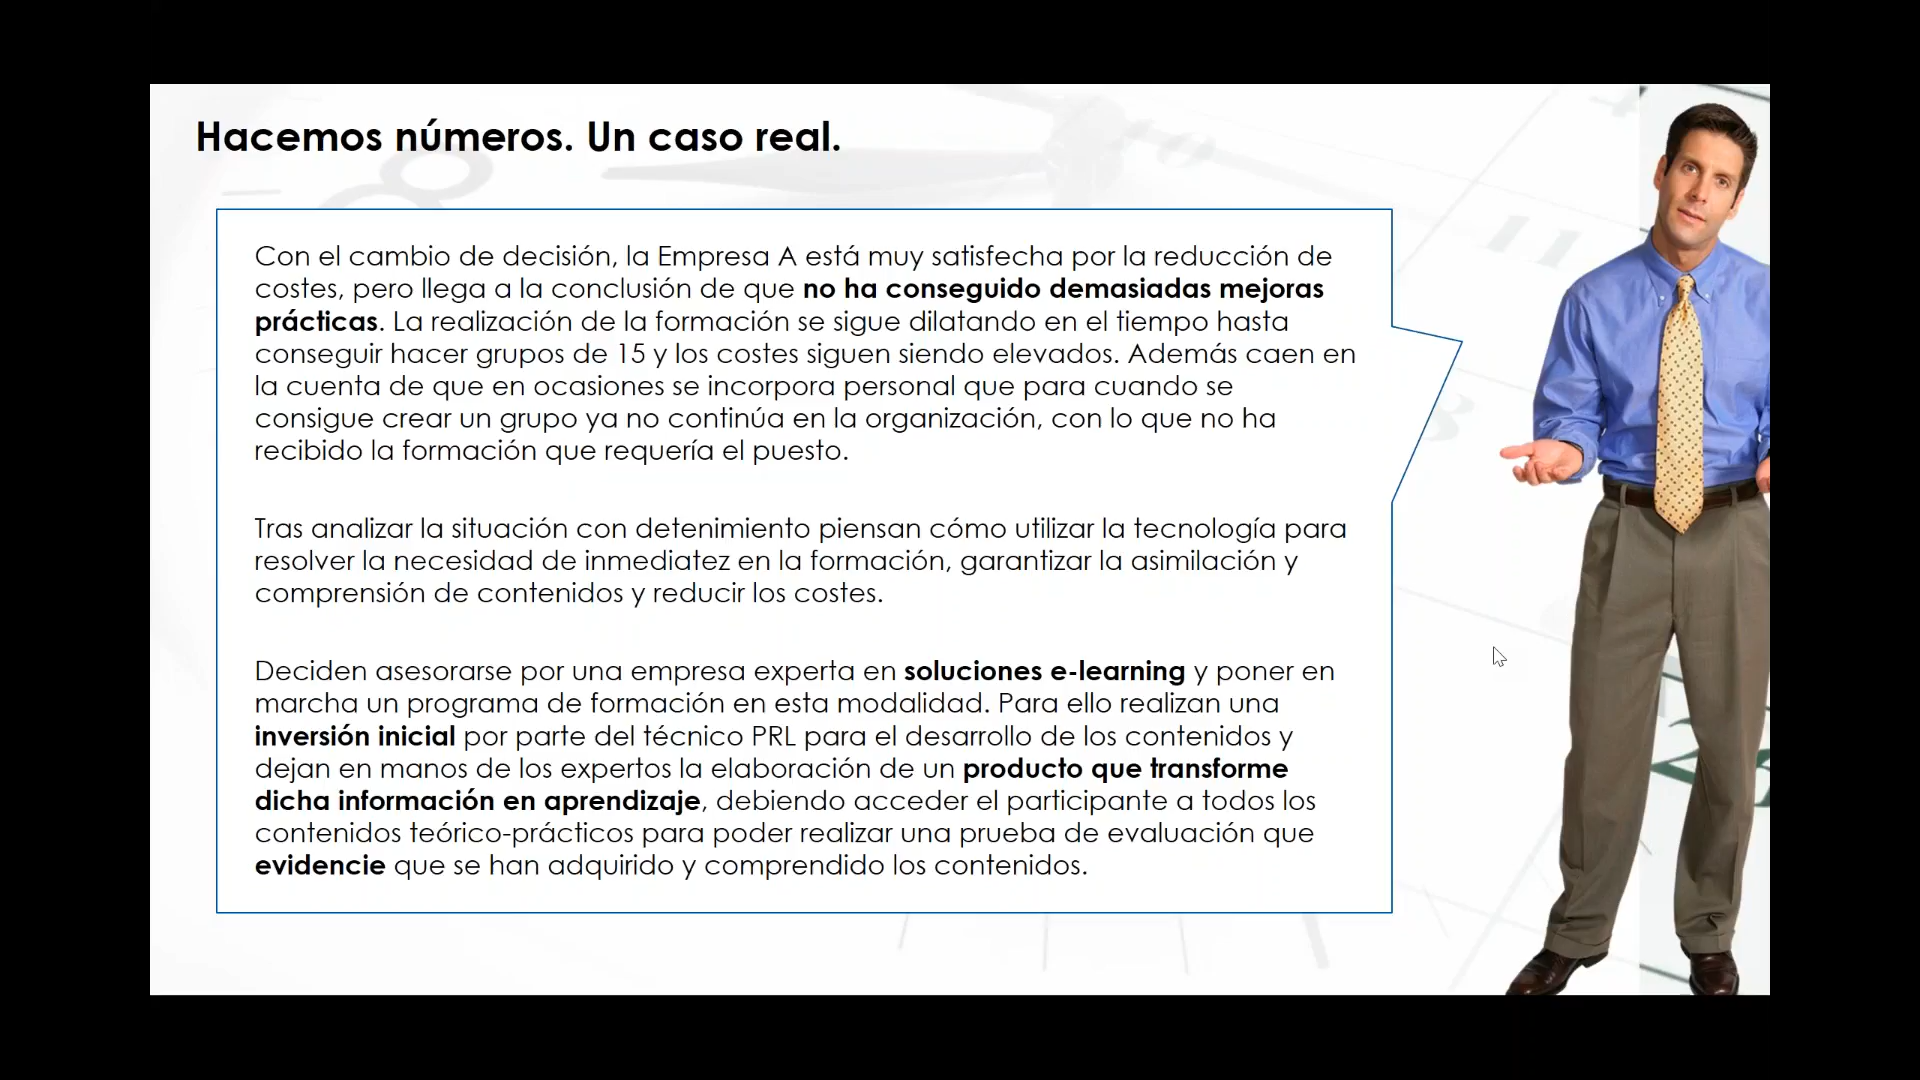 Hacemos números. Un caso real.
Con el cambio de decisión, la Empresa A está muy satisfecha por la reducción de
costes, pero llega a la conclusión de que no ha conseguido demasiadas mejoras
prácticas. La realización de la formación se sigue dilatando en el tiempo hasta
conseguir hacer grupos de 15 y los costes siguen siendo elevados. Además caen en
la cuenta de que en ocasiones se incorpora personal que para cuando se
consigue crear un grupo ya no continúa en la organización, con lo que no ha
recibido la formación que requería el puesto.
Tras analizar la situación con detenimiento piensan cómo utilizar la tecnología para
resolver la necesidad de inmediatez en la formación, garantizar la asimilación y
comprensión de contenidos y reducir los costes.
Deciden asesorarse por una empresa experta en soluciones e-learning y poner en
marcha un programa de formación en esta modalidad. Para ello realizan una
inversión inicial por parte del técnico PRL para el desarrollo de los contenidos y
dejan en manos de los expertos la elaboración de un producto que transforme
dicha información en aprendizaje, debiendo acceder el participante a todos los
contenidos teórico-prácticos para poder realizar una prueba de evaluación que
evidencie que se han adquirido y comprendido los contenidos.
10
11